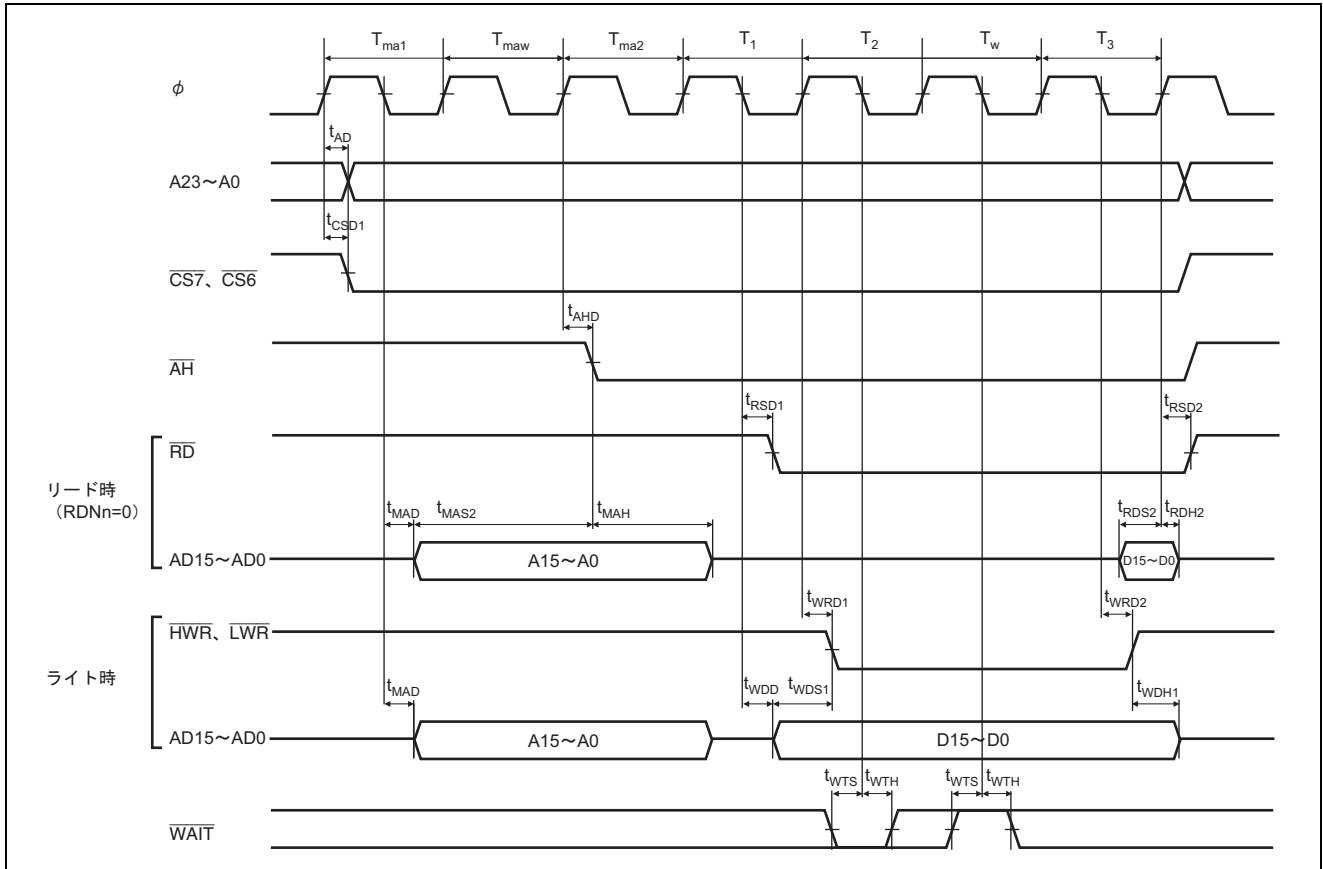 Tma1 Tmaw Tma2 T1 T2 Tw T3
φ
tAD
A23～A0
tCSD1
CS7、CS6
tAHD
AH
tRSD1 tRSD2
RD
リード時
（RDNn=0）
tMAD tMAS2 tMAH tRDS2 tRDH2
AD15～AD0 A15～A0 D15～D0
tWRD1 tWRD2
HWR、LWR
ライト時
tMAD tWDD tWDS1 tWDH1
AD15～AD0 A15～A0 D15～D0
tWTS tWTH tWTS tWTH
WAIT